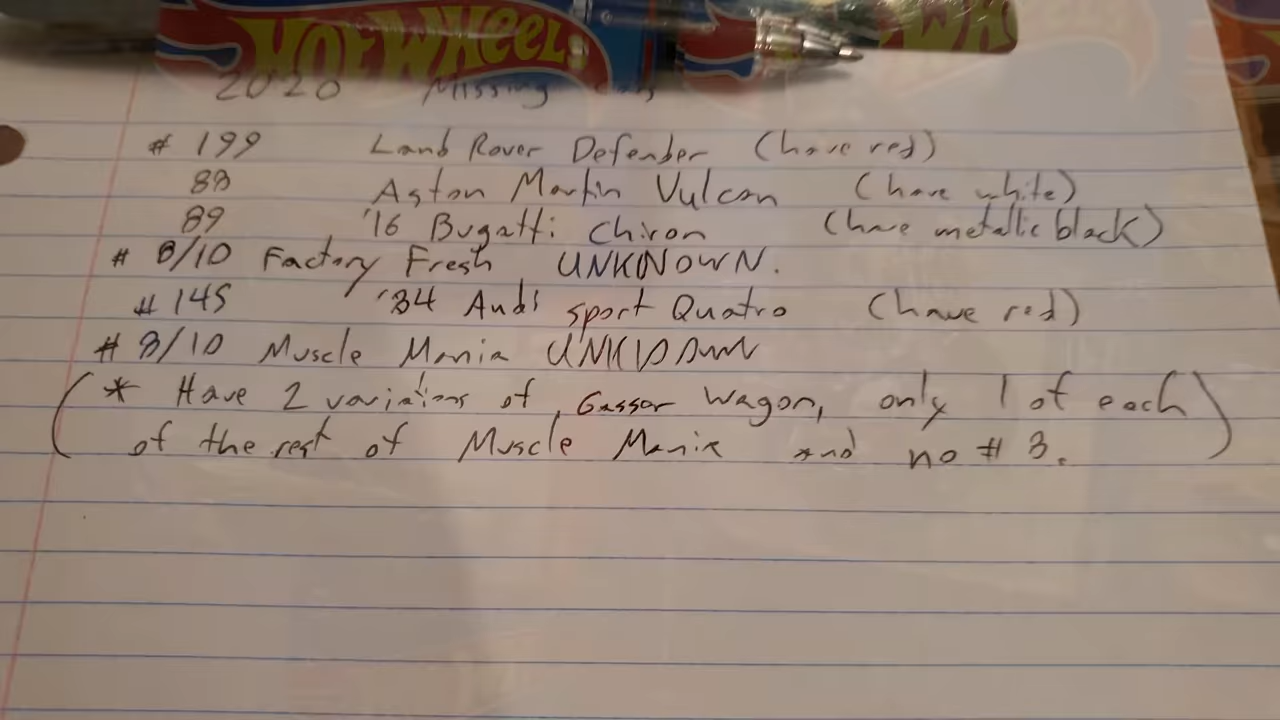 HOT WHEELS
2020 Missing Cars
# 199 Land Rover Defender (have red)
88 Aston Martin Vulcan (have white)
89 '16 Bugatti Chiron (have metallic black)
# 8/10 Factory Fresh UNKNOWN.
# 145 '84 Audi sport Quatro (have red)
# 8/10 Muscle Mania UNKNOWN
(* Have 2 variations of Gassar Wagon, only 1 of each
of the rest of Muscle Mania and no # 8.)